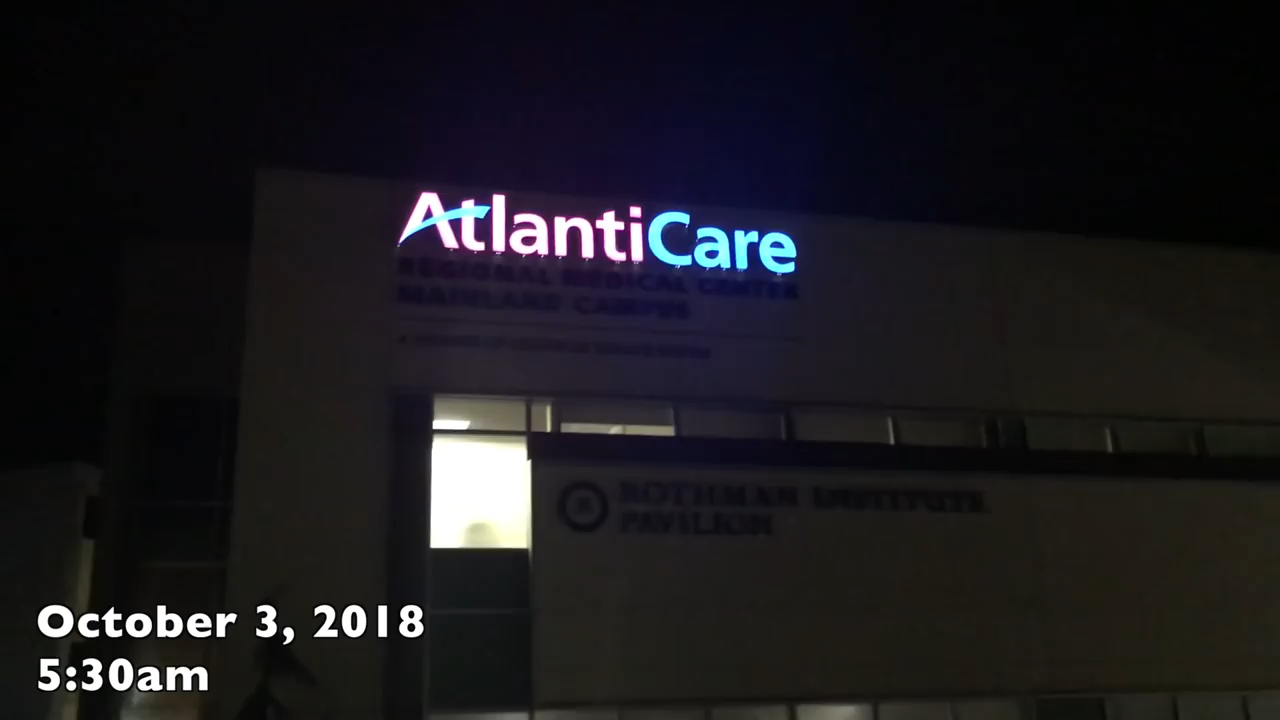 AtlantiCare
REGIONAL MEDICAL CENTER
MAINLAND CAMPUS
ROTHMAN INSTITUTE
PAVILION
October 3, 2018
5:30am